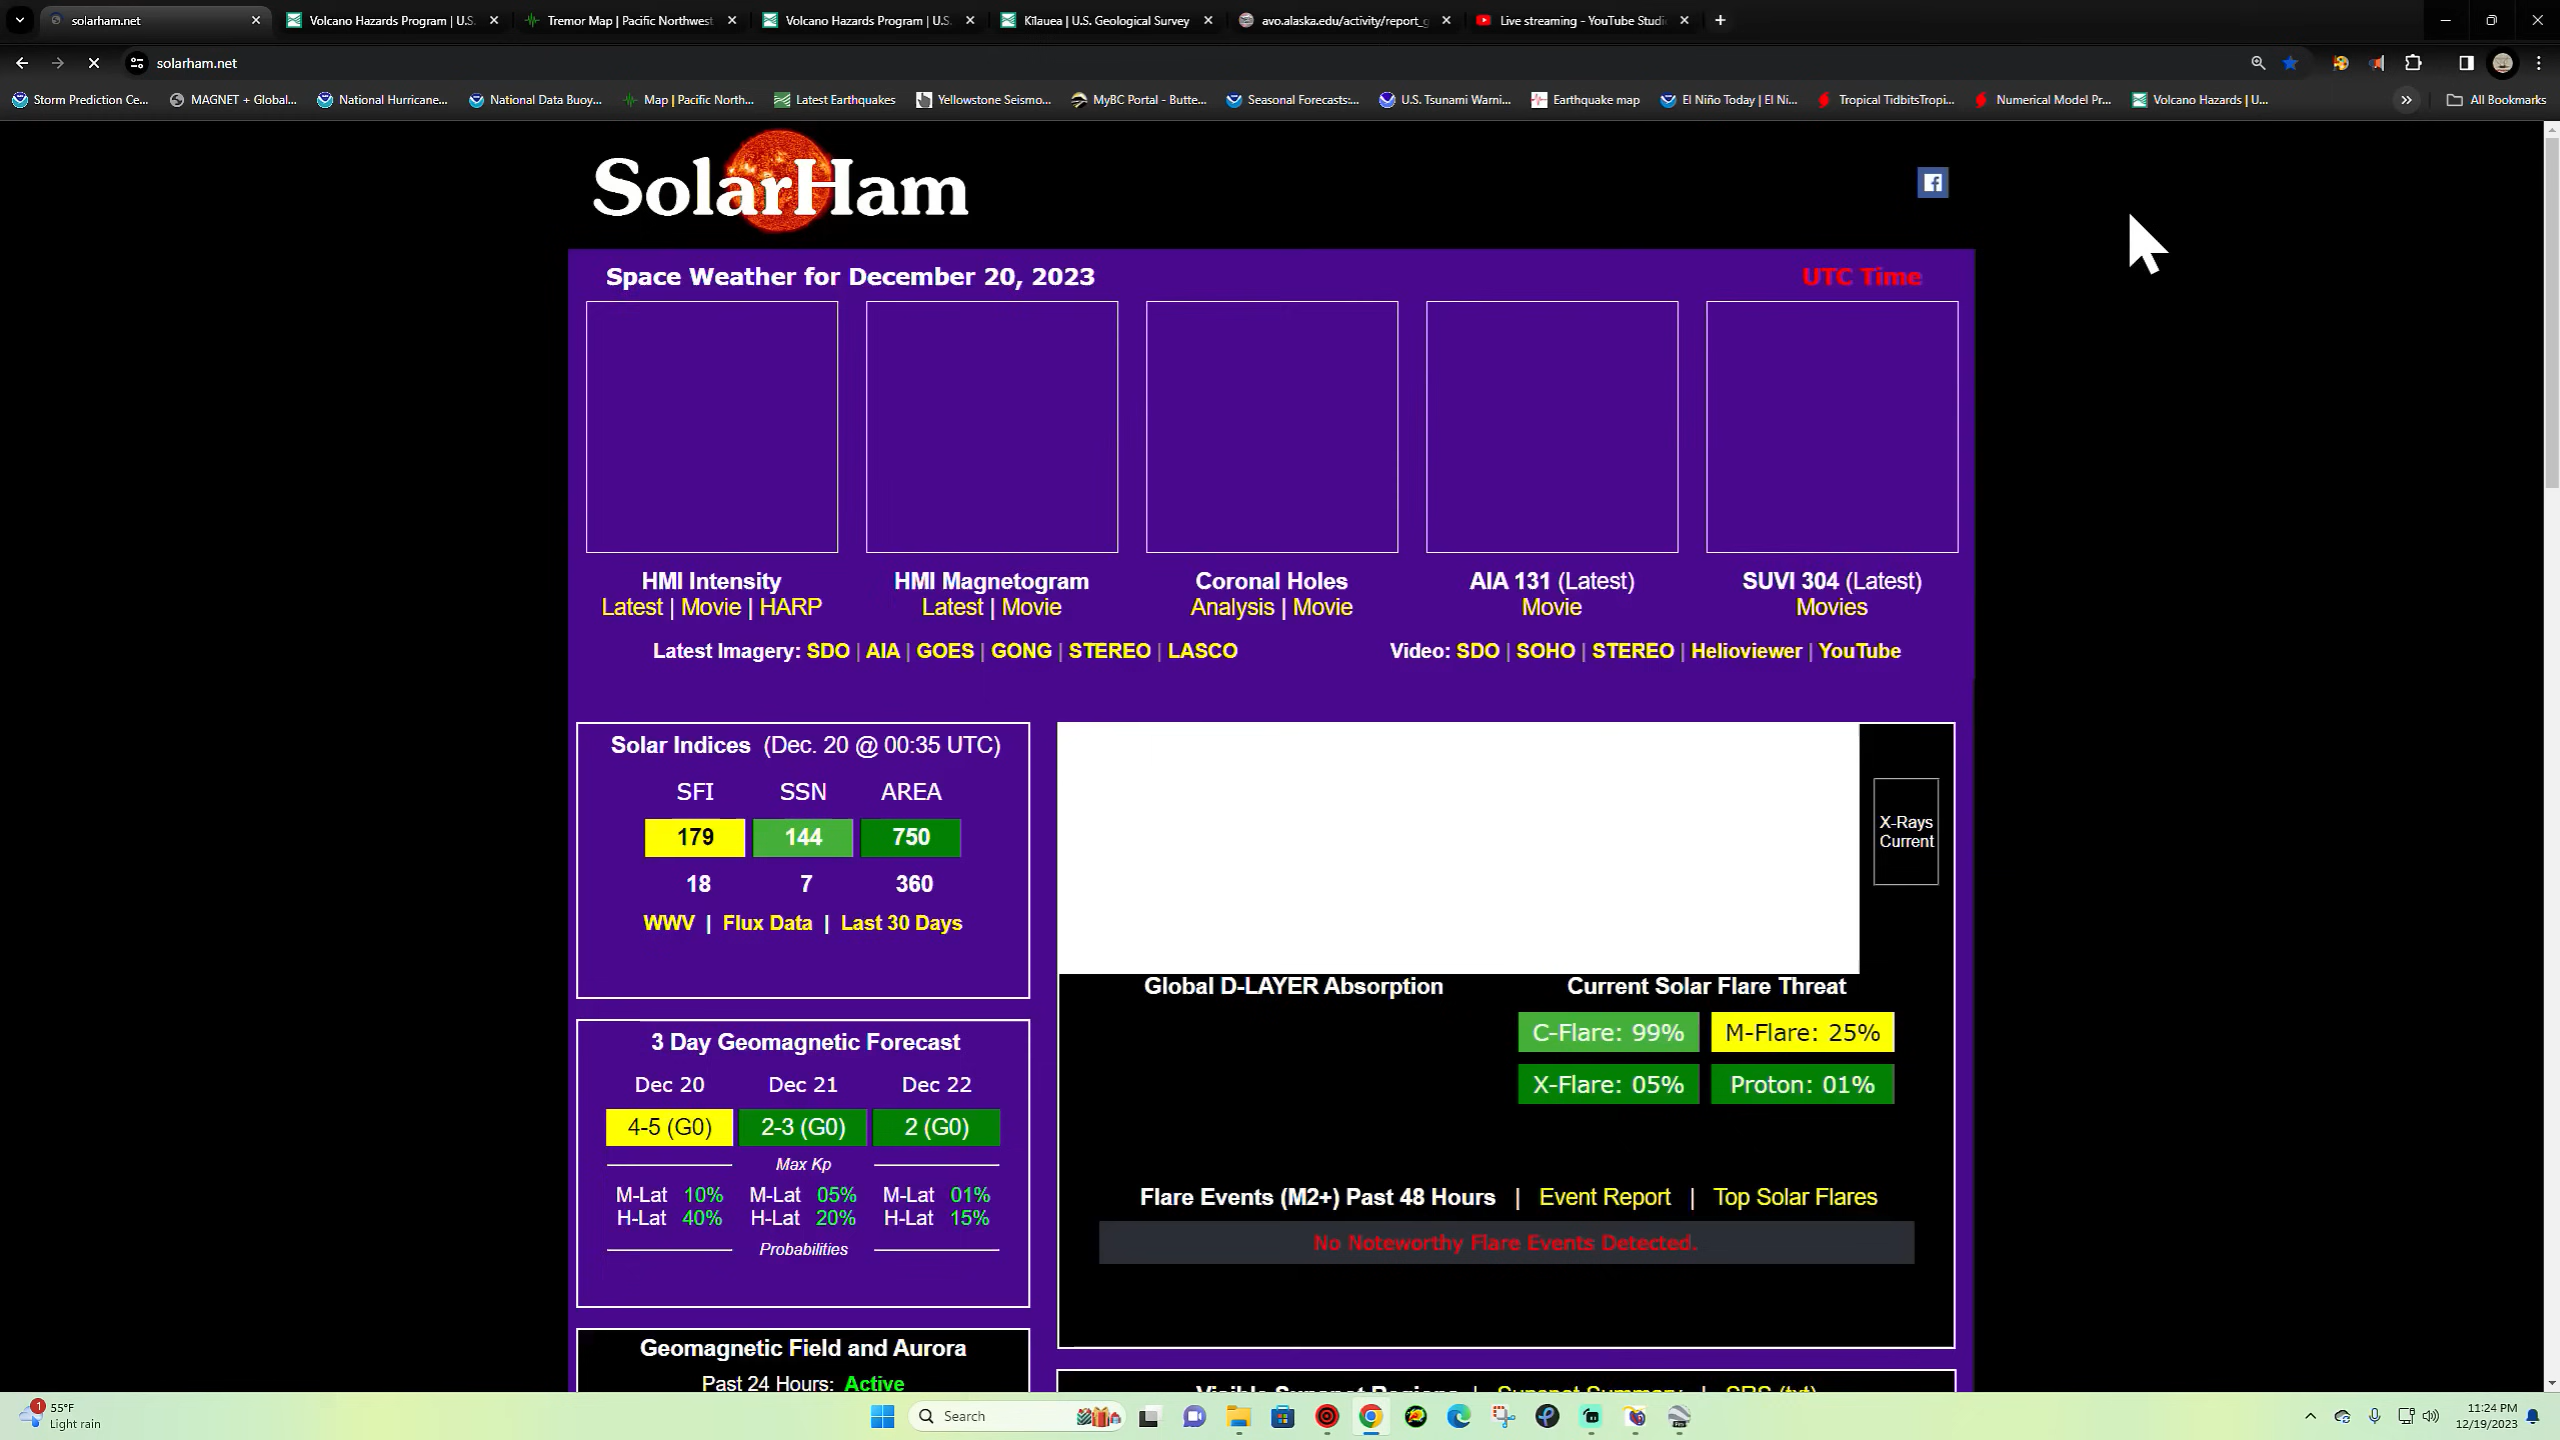 solarham.net
Volcano Hazards Program | U.S.
Tremor Map | Pacific Northwest
Volcano Hazards Program | U.S.
Kīlauea | U.S. Geological Survey
avo.alaska.edu/activity/report_g
Live streaming - YouTube Studio
solarham.net
Storm Prediction Ce...
MAGNET + Global...
National Hurricane...
National Data Buoy...
Map | Pacific North...
Latest Earthquakes
Yellowstone Seismo...
MyBC Portal - Butte...
Seasonal Forecasts:...
U.S. Tsunami Warni...
Earthquake map
El Niño Today | El Ni...
Tropical TidbitsTropi...
Numerical Model Pr...
Volcano Hazards | U...
All Bookmarks
SolarHam
Space Weather for December 20, 2023
UTC Time
HMI Intensity
Latest | Movie | HARP
HMI Magnetogram
Latest | Movie
Coronal Holes
Analysis | Movie
AIA 131 (Latest)
Movie
SUVI 304 (Latest)
Movies
Latest Imagery: SDO | AIA | GOES | GONG | STEREO | LASCO
Video: SDO | SOHO | STEREO | Helioviewer | YouTube
Solar Indices (Dec. 20 @ 00:35 UTC)
SFI SSN AREA
179 144 750
18 7 360
WWV | Flux Data | Last 30 Days
X-Rays
Current
Global D-LAYER Absorption
Current Solar Flare Threat
C-Flare: 99% M-Flare: 25%
X-Flare: 05% Proton: 01%
3 Day Geomagnetic Forecast
Dec 20 Dec 21 Dec 22
4-5 (G0) 2-3 (G0) 2 (G0)
Max Kp
M-Lat 10% M-Lat 05% M-Lat 01%
H-Lat 40% H-Lat 20% H-Lat 15%
Probabilities
Flare Events (M2+) Past 48 Hours | Event Report | Top Solar Flares
No Noteworthy Flare Events Detected.
Geomagnetic Field and Aurora
Past 24 Hours: Active
Visible Sunspot Regions | Sunspot Summary | SRS (txt)
1
55°F
Light rain
Search
11:24 PM
12/19/2023